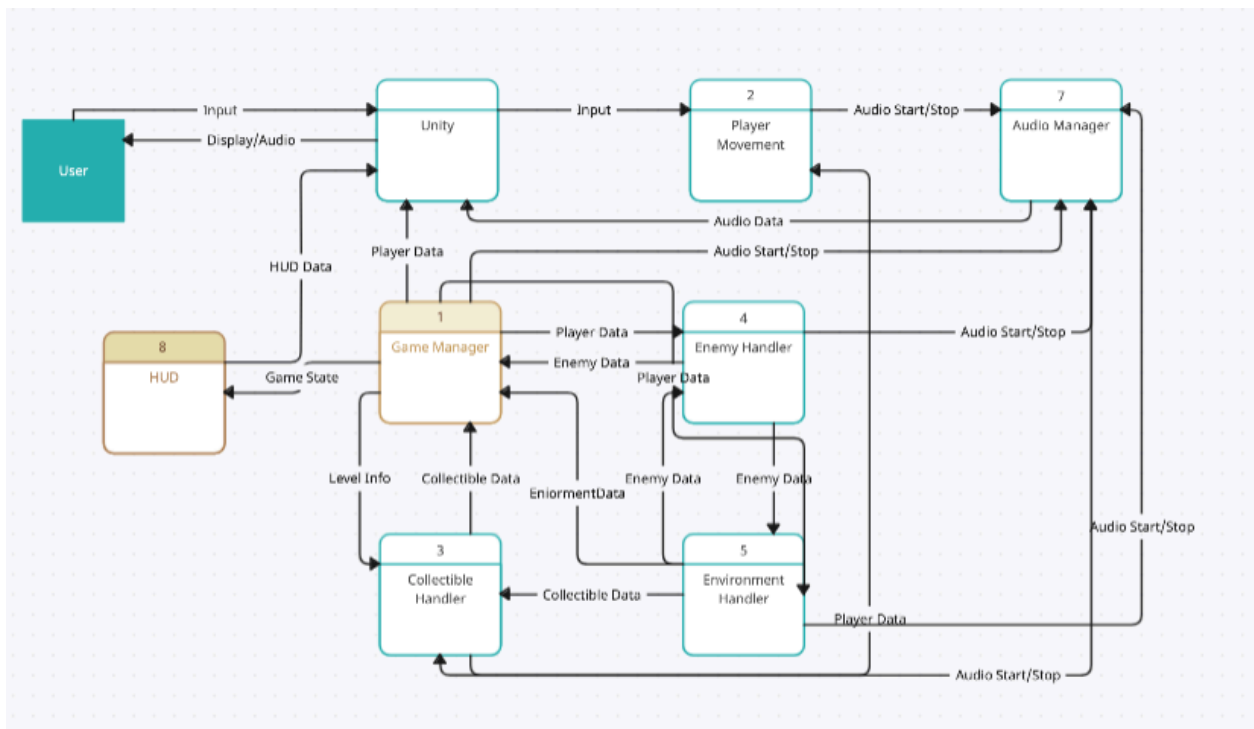 Input
User
Display/Audio
Unity
Input
2
Player
Movement
Audio Start/Stop
7
Audio Manager
Audio Data
Player Data
Audio Start/Stop
HUD Data
1
Game Manager
Player Data
4
Enemy Handler
Audio Start/Stop
8
HUD
Game State
Enemy Data
Player Data
Level Info
Collectible Data
EniormentData
Enemy Data
Enemy Data
Audio Start/Stop
3
Collectible
Handler
Collectible Data
5
Environment
Handler
Player Data
Audio Start/Stop